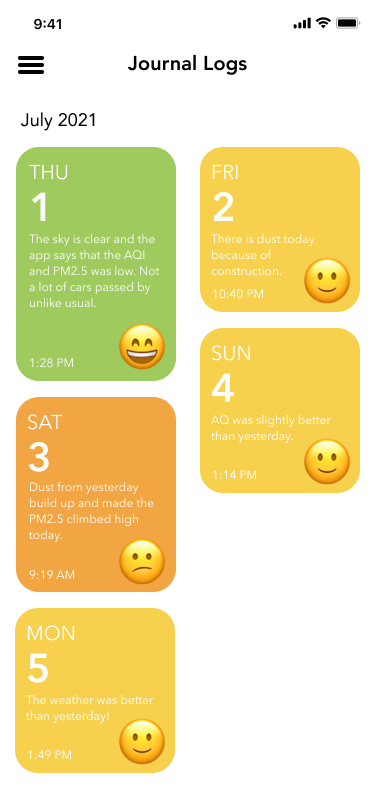 9:41
Journal Logs
July 2021
THU
1
The sky is clear and the
app says that the AQI
and PM2.5 was low. Not
a lot of cars passed by
unlike usual.
1:28 PM
FRI
2
There is dust today
because of
construction.
10:40 PM
SAT
3
Dust from yesterday
build up and made the
PM2.5 climbed high
today.
9:19 AM
SUN
4
AQ was slightly better
than yesterday.
1:14 PM
MON
5
The weather was better
than yesterday!
1:49 PM